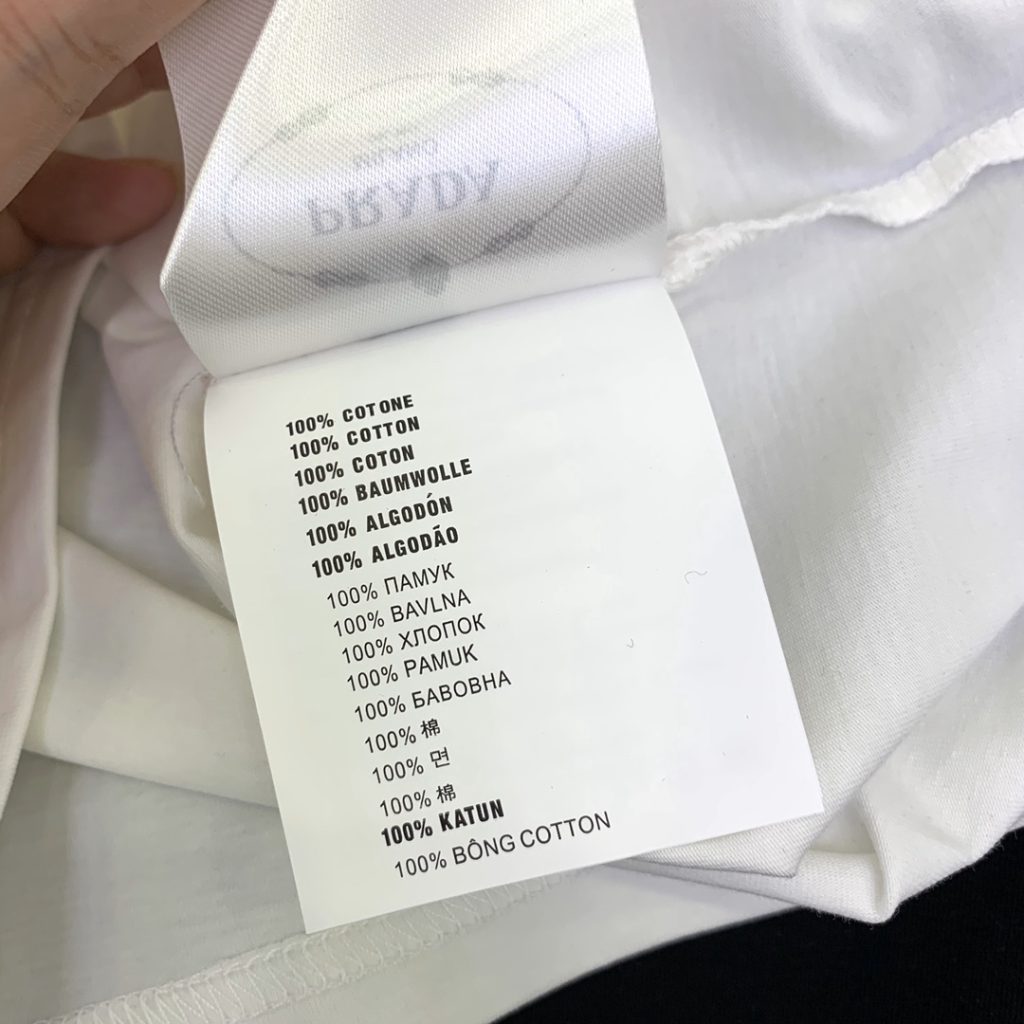 MILANO
PRADA
100% COTONE
100% COTTON
100% COTON
100% BAUMWOLLE
100% ALGODÓN
100% ALGODÃO
100% ПАМУК
100% BAVLNA
100% ХЛОПОК
100% PAMUK
100% БАВОВНА
100% 棉
100% 면
100% 棉
100% KATUN
100% BÔNG COTTON